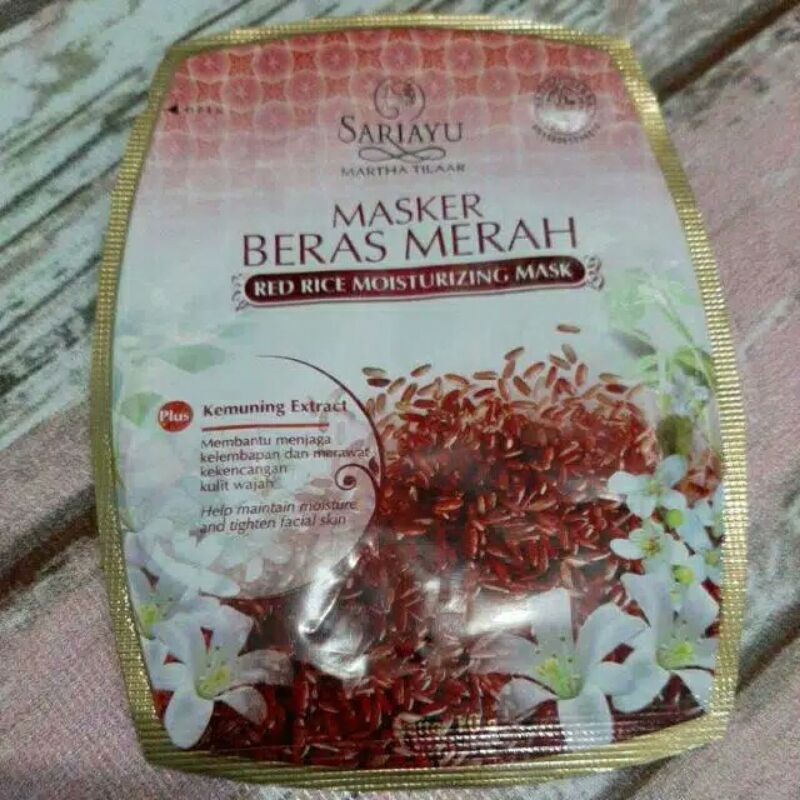 ◄ OPEN
SARIAYU
MARTHA TILAAR
MASKER
BERAS MERAH
RED RICE MOISTURIZING MASK
Plus Kemuning Extract
Membantu menjaga
kelembapan dan merawat
kekencangan
kulit wajah
Help maintain moisture
and tighten facial skin